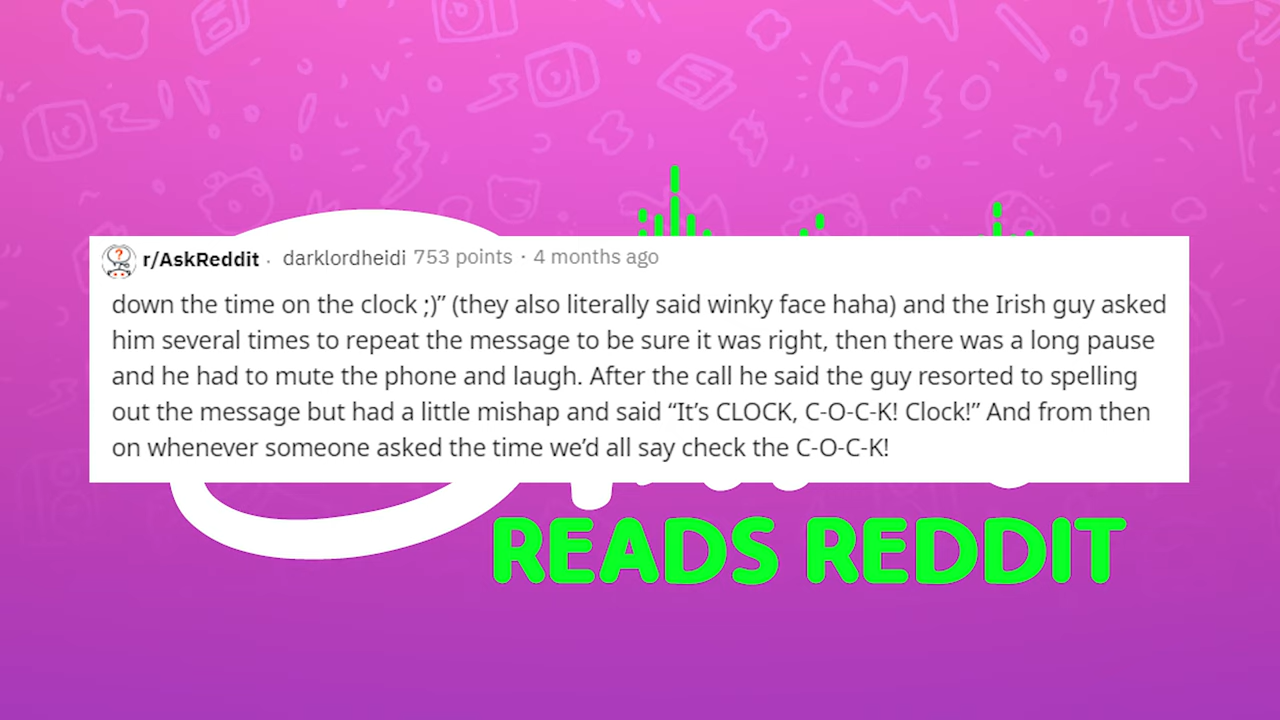 r/AskReddit · darklordheidi 753 points · 4 months ago
down the time on the clock ;)” (they also literally said winky face haha) and the Irish guy asked
him several times to repeat the message to be sure it was right, then there was a long pause
and he had to mute the phone and laugh. After the call he said the guy resorted to spelling
out the message but had a little mishap and said “It’s CLOCK, C-O-C-K! Clock!” And from then
on whenever someone asked the time we’d all say check the C-O-C-K!
READS REDDIT